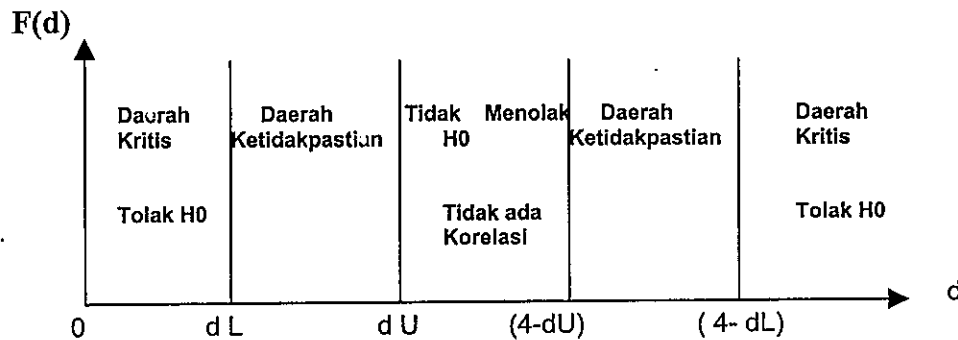 F(d)
Daerah Kritis
Tolak H0
Daerah Ketidakpastian
Tidak Menolak H0
Tidak ada Korelasi
Daerah Ketidakpastian
Daerah Kritis
Tolak H0
0 d L d U (4-dU) ( 4- dL) d